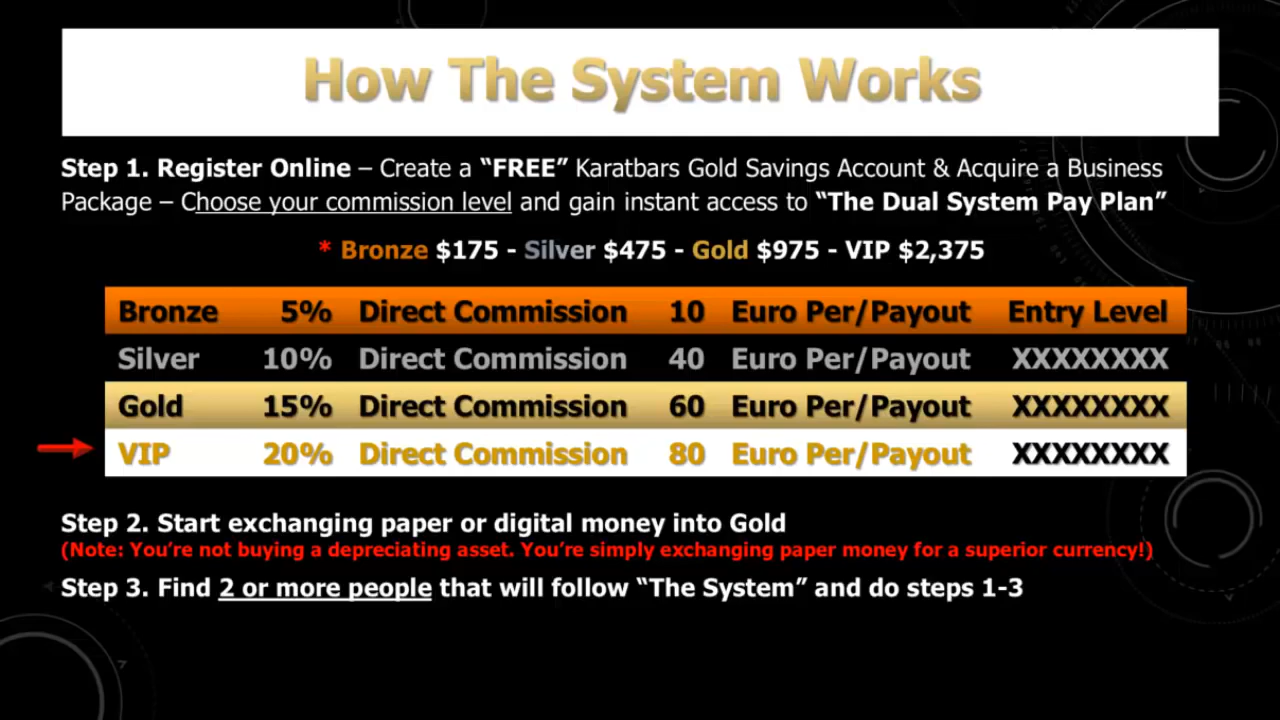 How The System Works
Step 1. Register Online – Create a “FREE” Karatbars Gold Savings Account & Acquire a Business
Package – Choose your commission level and gain instant access to “The Dual System Pay Plan”
* Bronze $175 - Silver $475 - Gold $975 - VIP $2,375
Bronze 5% Direct Commission 10 Euro Per/Payout Entry Level
Silver 10% Direct Commission 40 Euro Per/Payout XXXXXXXX
Gold 15% Direct Commission 60 Euro Per/Payout XXXXXXXX
VIP 20% Direct Commission 80 Euro Per/Payout XXXXXXXX
Step 2. Start exchanging paper or digital money into Gold
(Note: You’re not buying a depreciating asset. You’re simply exchanging paper money for a superior currency!)
Step 3. Find 2 or more people that will follow “The System” and do steps 1-3